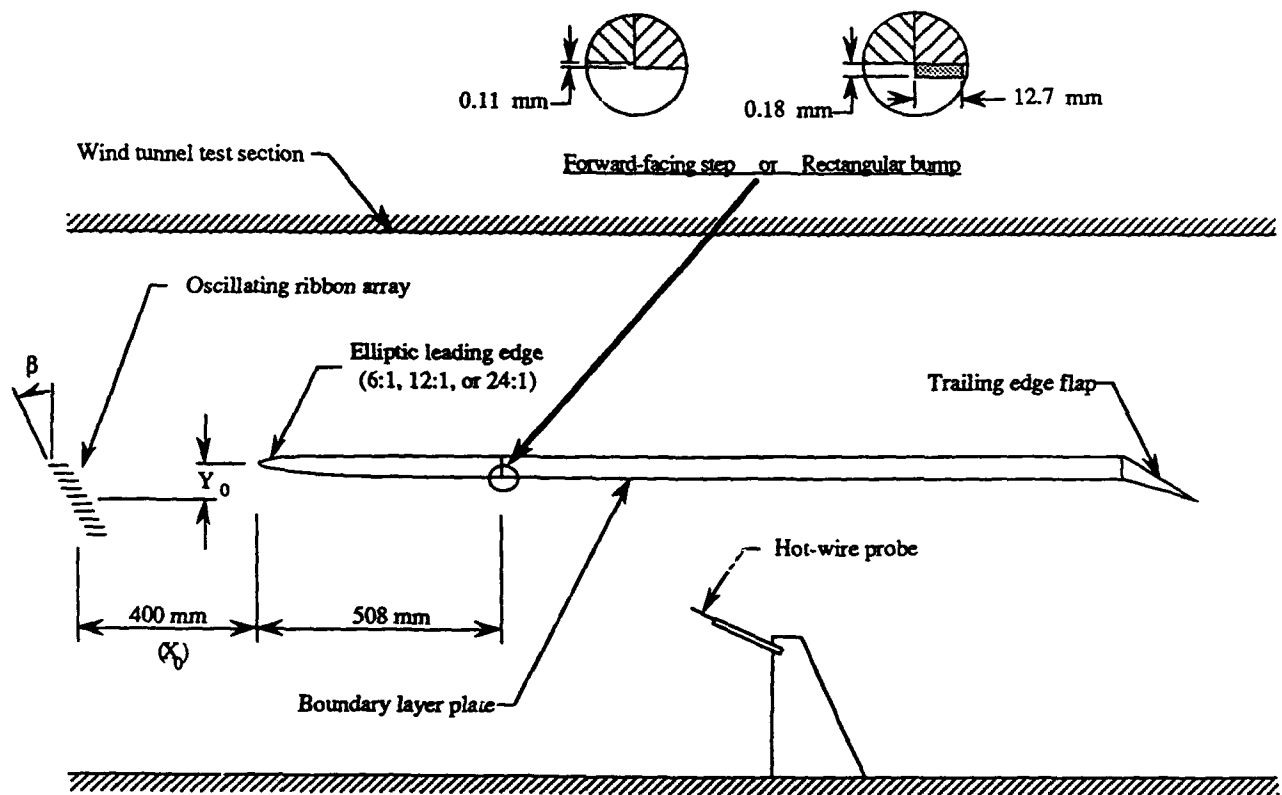 0.11 mm
0.18 mm
12.7 mm
Wind tunnel test section
Forward-facing step or Rectangular bump
Oscillating ribbon array
β
Elliptic leading edge
(6:1, 12:1, or 24:1)
Trailing edge flap
Y0
Hot-wire probe
400 mm
508 mm
(X0)
Boundary layer plate